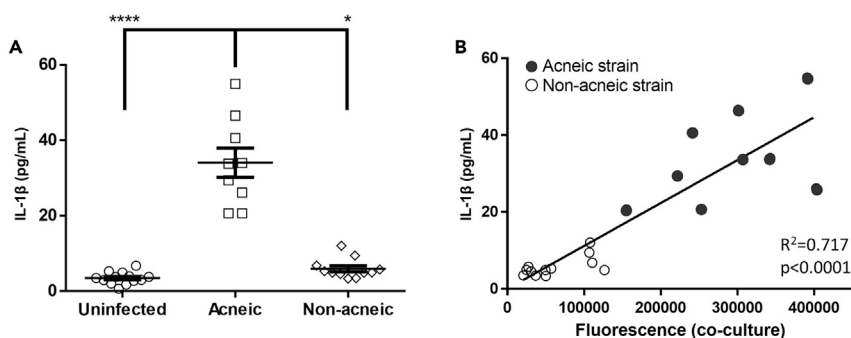 **** *
A
60
40
20
0
IL-1β (pg/mL)
Uninfected Acneic Non-acneic
B
Acneic strain
Non-acneic strain
60
40
20
0
IL-1β (pg/mL)
R²=0.717
p<0.0001
0 100000 200000 300000 400000
Fluorescence (co-culture)